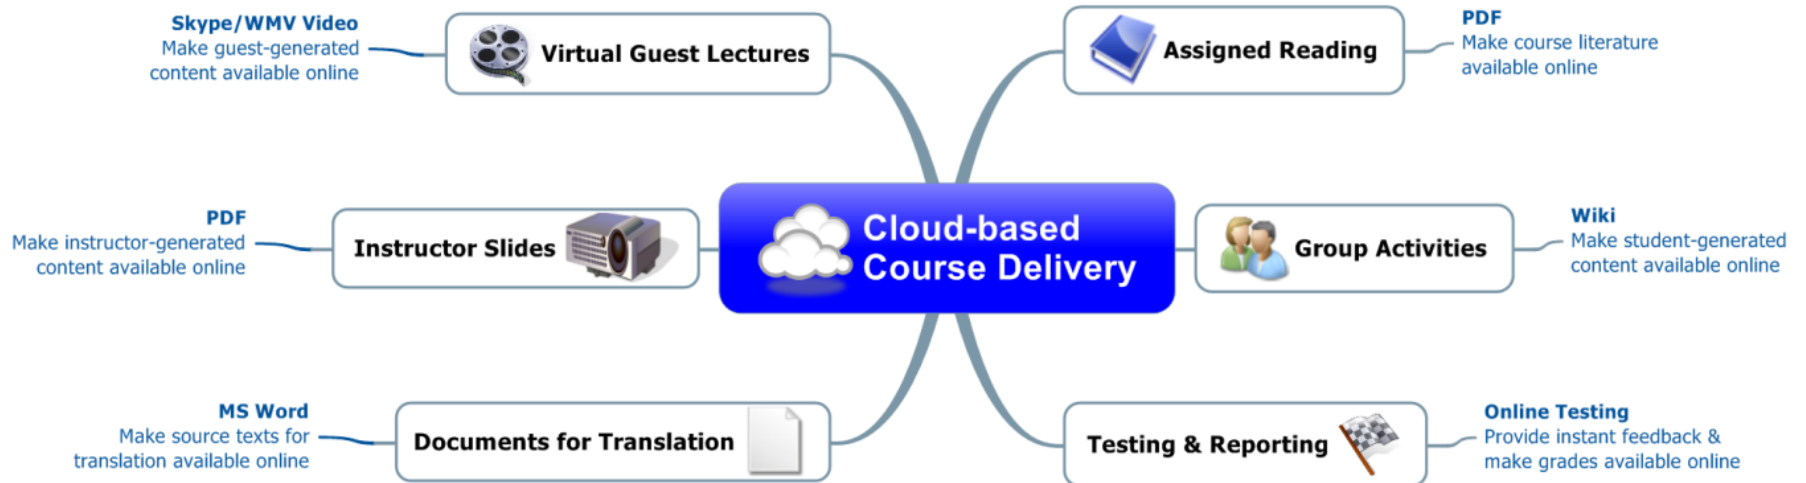 Skype/WMV Video
Make guest-generated
content available online
Virtual Guest Lectures
Assigned Reading
PDF
Make course literature
available online
PDF
Make instructor-generated
content available online
Instructor Slides
Cloud-based
Course Delivery
Group Activities
Wiki
Make student-generated
content available online
MS Word
Make source texts for
translation available online
Documents for Translation
Testing & Reporting
Online Testing
Provide instant feedback &
make grades available online